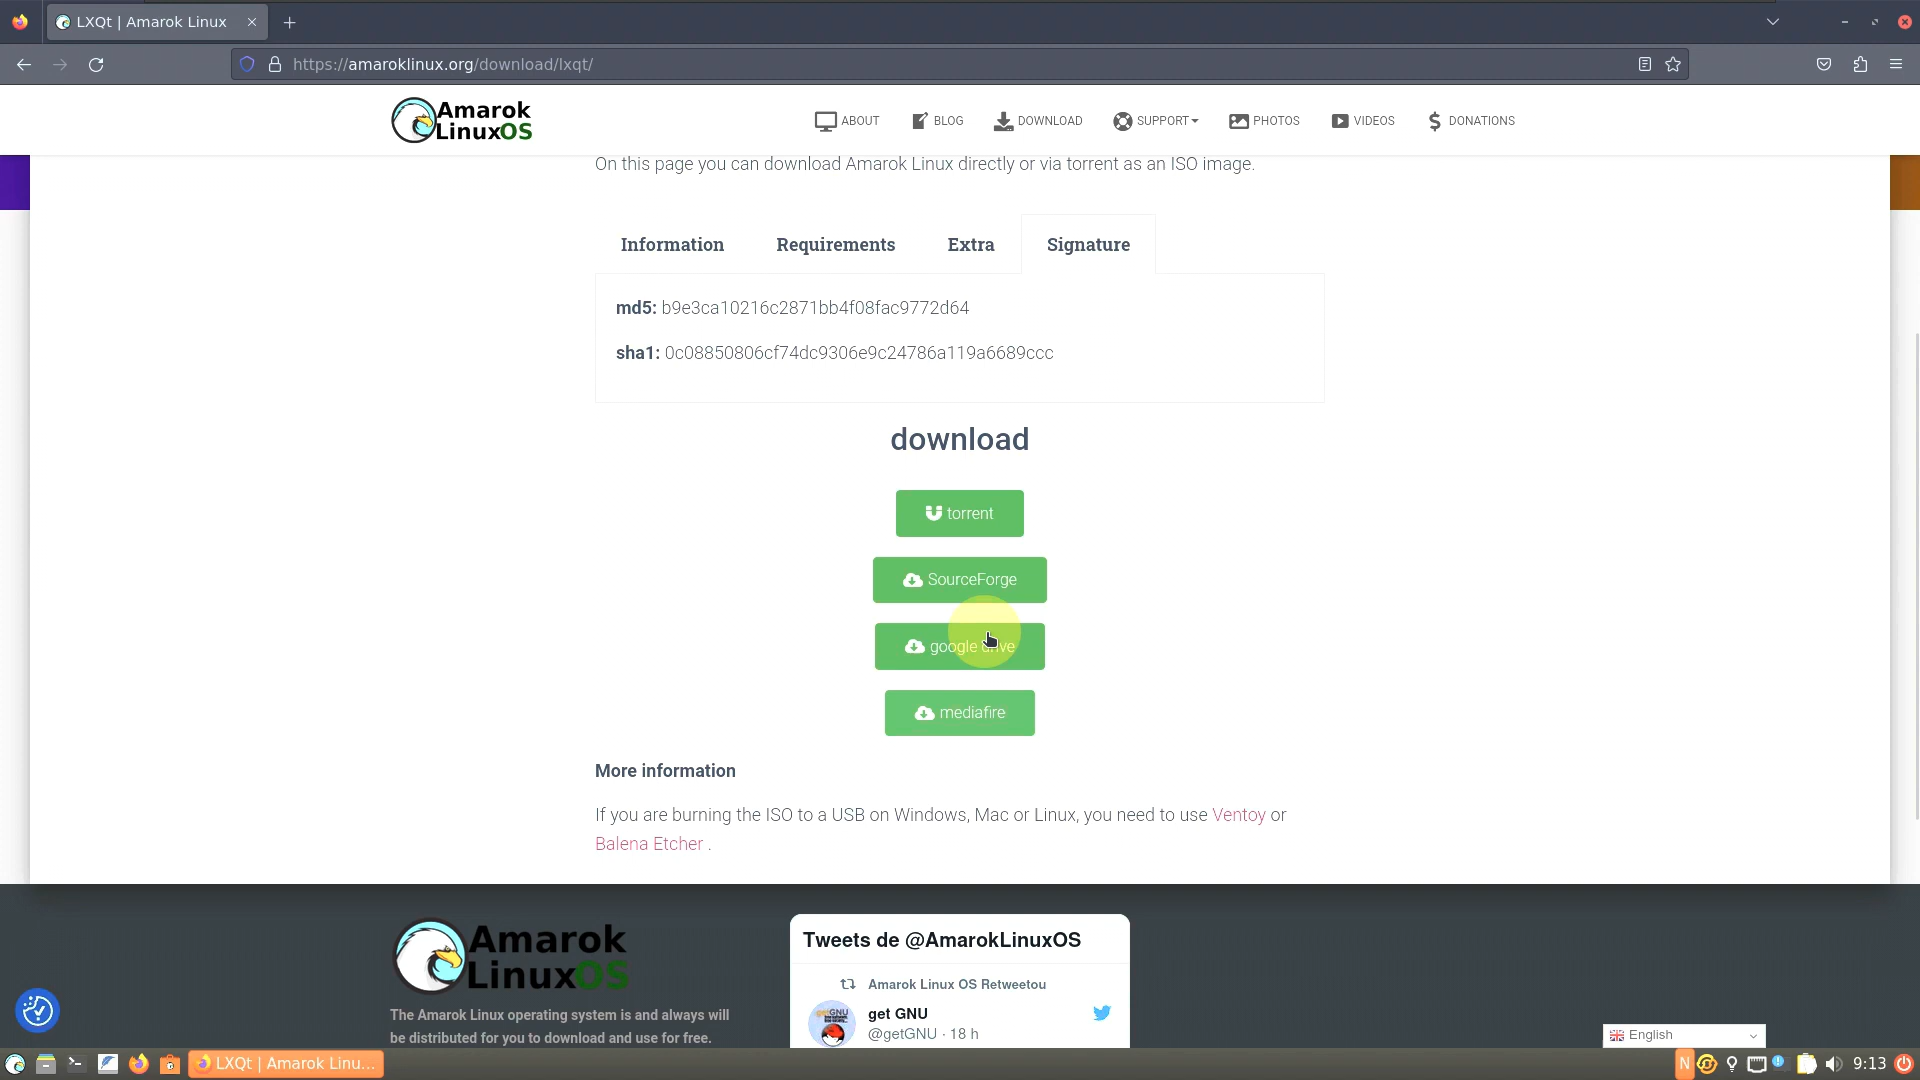 LXQt | Amarok Linux
https://amaroklinux.org/download/lxqt/
Amarok
LinuxOS
ABOUT
BLOG
DOWNLOAD
SUPPORT
PHOTOS
VIDEOS
DONATIONS
On this page you can download Amarok Linux directly or via torrent as an ISO image.
Information
Requirements
Extra
Signature
md5: b9e3ca10216c2871bb4f08fac9772d64
sha1: 0c08850806cf74dc9306e9c24786a119a6689ccc
download
torrent
SourceForge
google drive
mediafire
More information
If you are burning the ISO to a USB on Windows, Mac or Linux, you need to use Ventoy or
Balena Etcher .
Amarok
LinuxOS
The Amarok Linux operating system is and always will
be distributed for you to download and use for free.
Tweets de @AmarokLinuxOS
Amarok Linux OS Retweetou
get GNU
@getGNU · 18 h
English
LXQt | Amarok Linu...
N
9:13